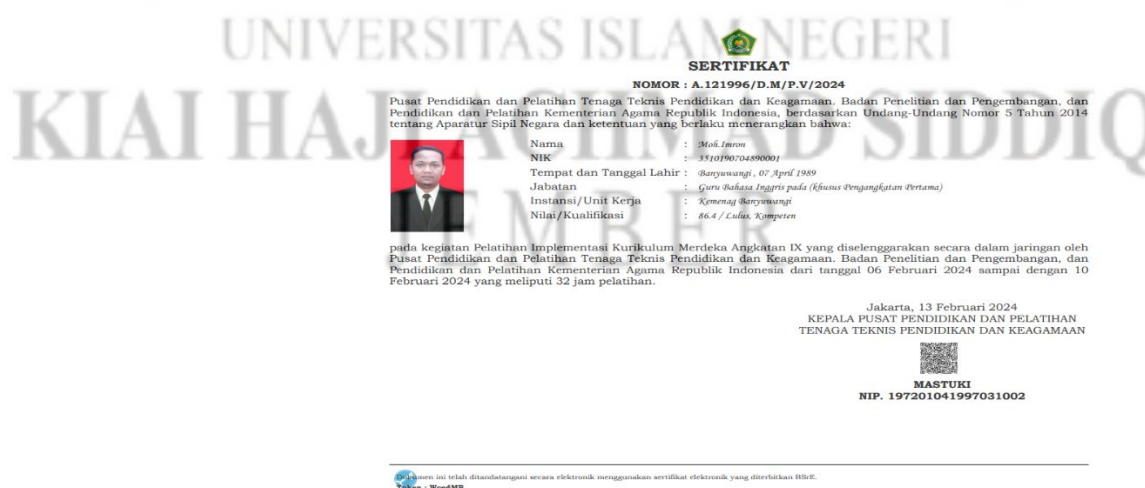 UNIVERSITAS ISLAM NEGERI
KIAI HAJI ACHMAD SIDDIQ
JEMBER
SERTIFIKAT
NOMOR : A.121996/D.M/P.V/2024
Pusat Pendidikan dan Pelatihan Tenaga Teknis Pendidikan dan Keagamaan. Badan Penelitian dan Pengembangan, dan
Pendidikan dan Pelatihan Kementerian Agama Republik Indonesia, berdasarkan Undang-Undang Nomor 5 Tahun 2014
tentang Aparatur Sipil Negara dan ketentuan yang berlaku menerangkan bahwa:
Nama : Moh.Imron
NIK : 3510190704890001
Tempat dan Tanggal Lahir : Banyuwangi , 07 April 1989
Jabatan : Guru Bahasa Inggris pada (khusus Pengangkatan Pertama)
Instansi/Unit Kerja : Kemenag Banyuwangi
Nilai/Kualifikasi : 86.4 / Lulus, Kompeten
pada kegiatan Pelatihan Implementasi Kurikulum Merdeka Angkatan IX yang diselenggarakan secara dalam jaringan oleh
Pusat Pendidikan dan Pelatihan Tenaga Teknis Pendidikan dan Keagamaan. Badan Penelitian dan Pengembangan, dan
Pendidikan dan Pelatihan Kementerian Agama Republik Indonesia dari tanggal 06 Februari 2024 sampai dengan 10
Februari 2024 yang meliputi 32 jam pelatihan.
Jakarta, 13 Februari 2024
KEPALA PUSAT PENDIDIKAN DAN PELATIHAN
TENAGA TEKNIS PENDIDIKAN DAN KEAGAMAAN
MASTUKI
NIP. 197201041997031002
Dokumen ini telah ditandatangani secara elektronik menggunakan sertifikat elektronik yang diterbitkan BSrE.
Token :